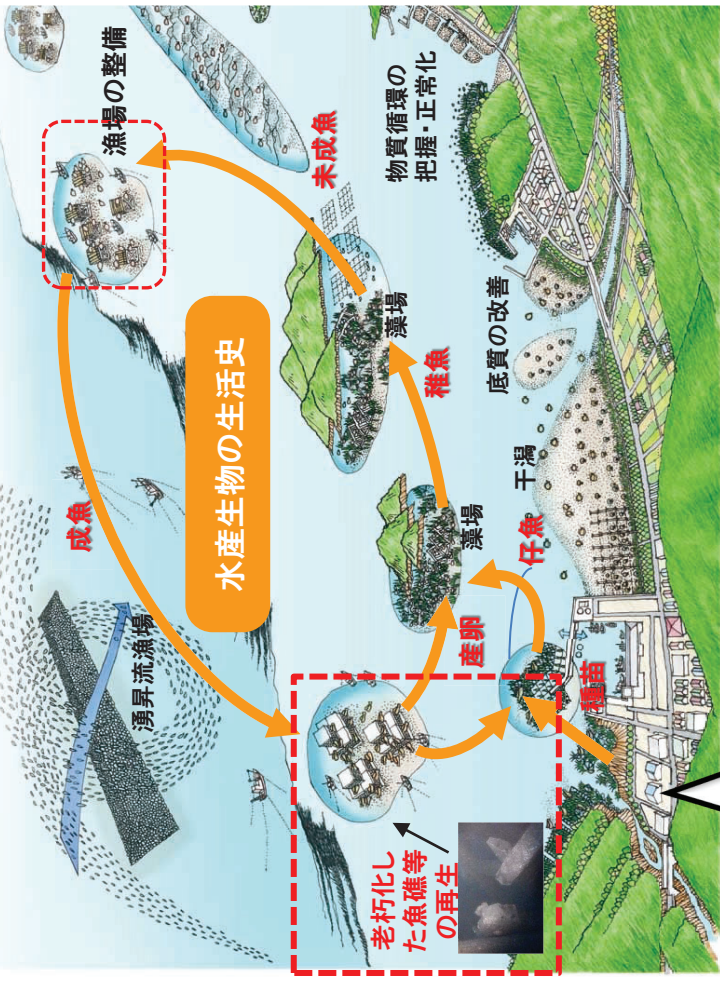 湧昇流漁場
成魚
漁場の整備
水産生物の生活史
未成魚
老朽化し
た魚礁等
の再生
産卵
藻場
稚魚
藻場
物質循環の
把握・正常化
種苗
仔魚
干潟
底質の改善